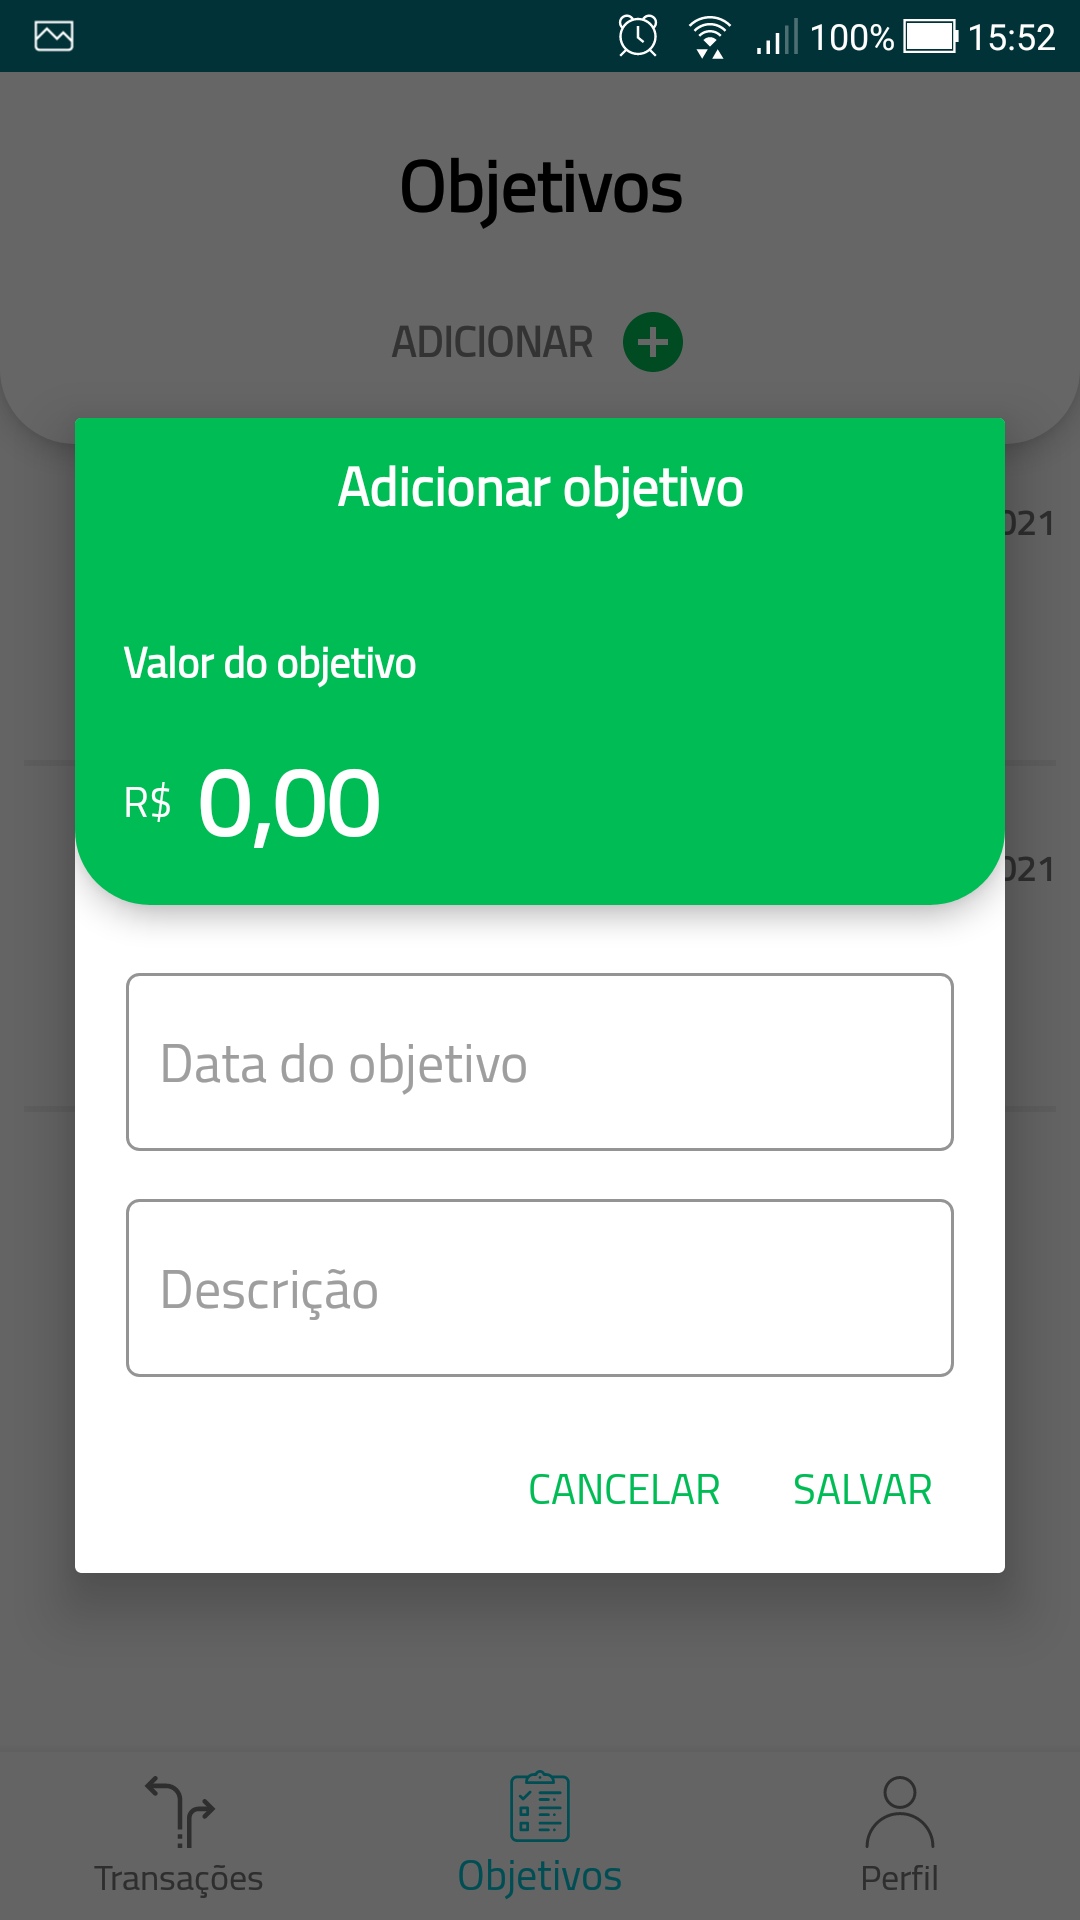 100% 15:52
Objetivos
ADICIONAR
021
Adicionar objetivo
Valor do objetivo
R$ 0,00
021
Data do objetivo
Descrição
CANCELAR SALVAR
Transações Objetivos Perfil